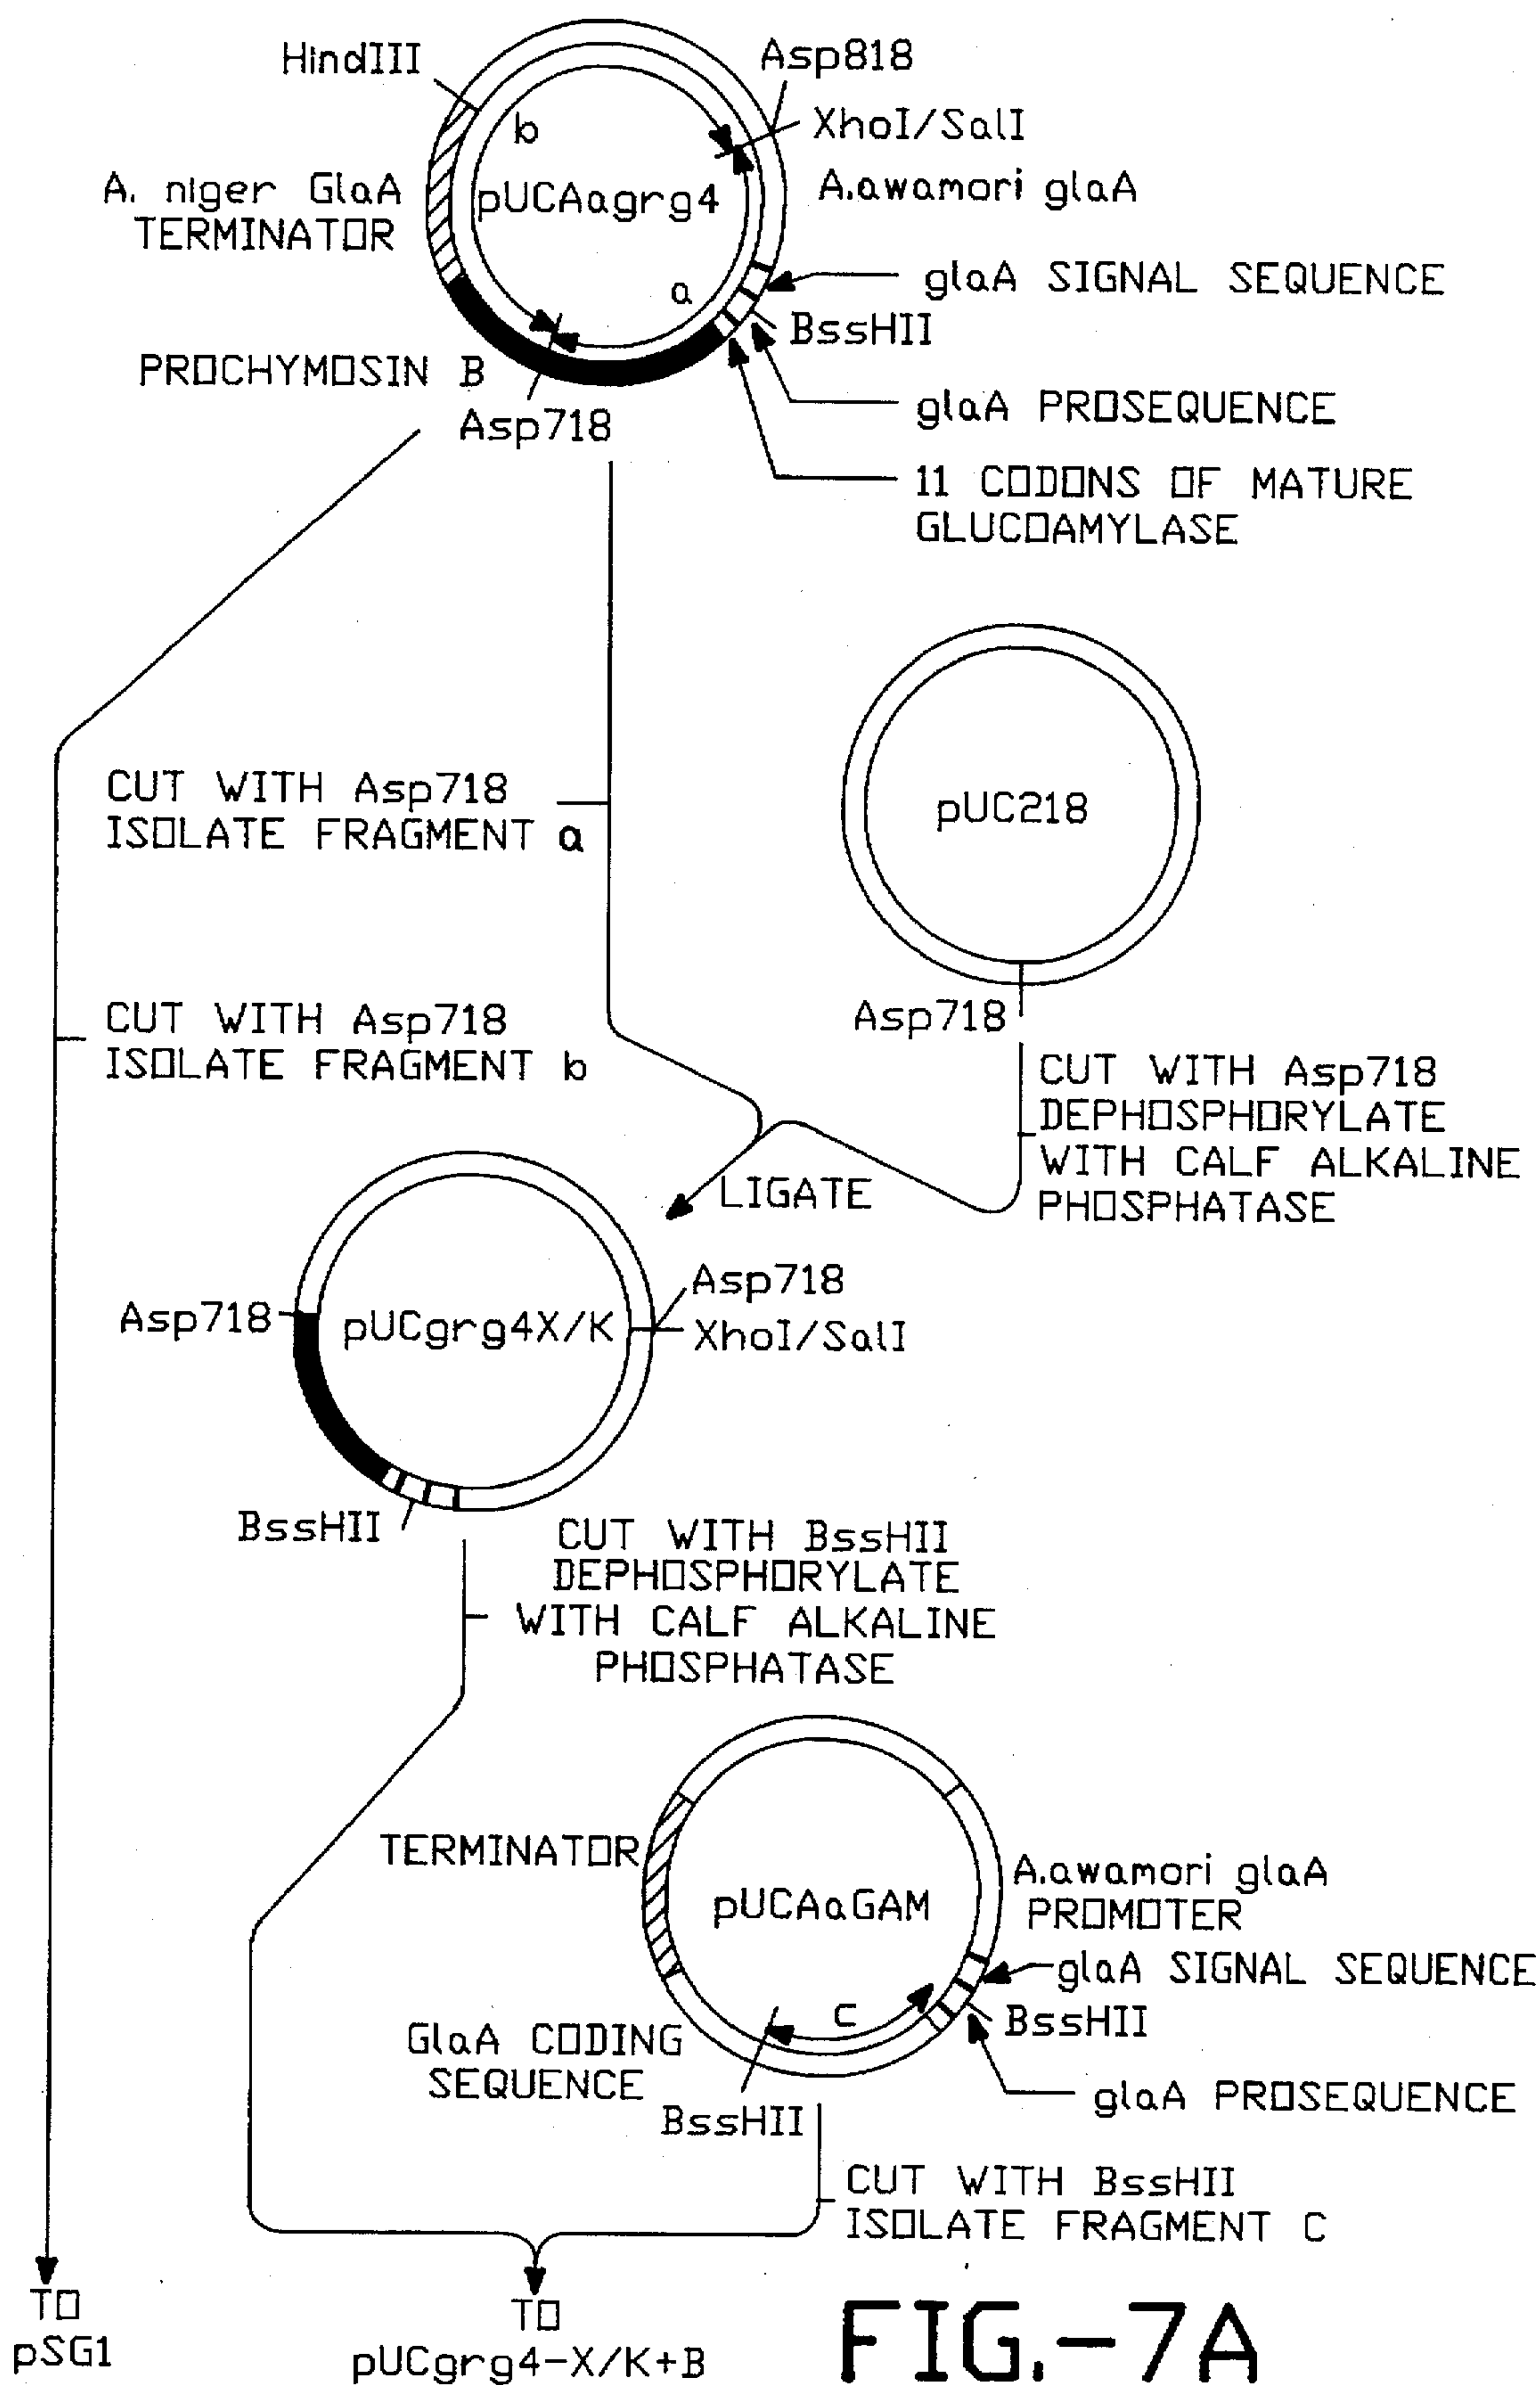 HindIII
Asp818
XhoI/SalI
b
A. niger GlaA
TERMINATOR
pUCAagrg4
A.awamori glaA
a
glaA SIGNAL SEQUENCE
BssHII
PROCHYMOSIN B
Asp718
glaA PROSEQUENCE
11 CODONS OF MATURE
GLUCOAMYLASE
CUT WITH Asp718
ISOLATE FRAGMENT a
pUC218
Asp718
CUT WITH Asp718
ISOLATE FRAGMENT b
CUT WITH Asp718
DEPHOSPHORYLATE
WITH CALF ALKALINE
PHOSPHATASE
LIGATE
Asp718
Asp718
pUCgrg4X/K
XhoI/SalI
BssHII
CUT WITH BssHII
DEPHOSPHORYLATE
WITH CALF ALKALINE
PHOSPHATASE
TERMINATOR
pUCAaGAM
A.awamori glaA
PROMOTER
glaA SIGNAL SEQUENCE
c
BssHII
GlaA CODING
SEQUENCE
BssHII
glaA PROSEQUENCE
CUT WITH BssHII
ISOLATE FRAGMENT C
TO
pSG1
TO
pUCgrg4-X/K+B
FIG.-7A